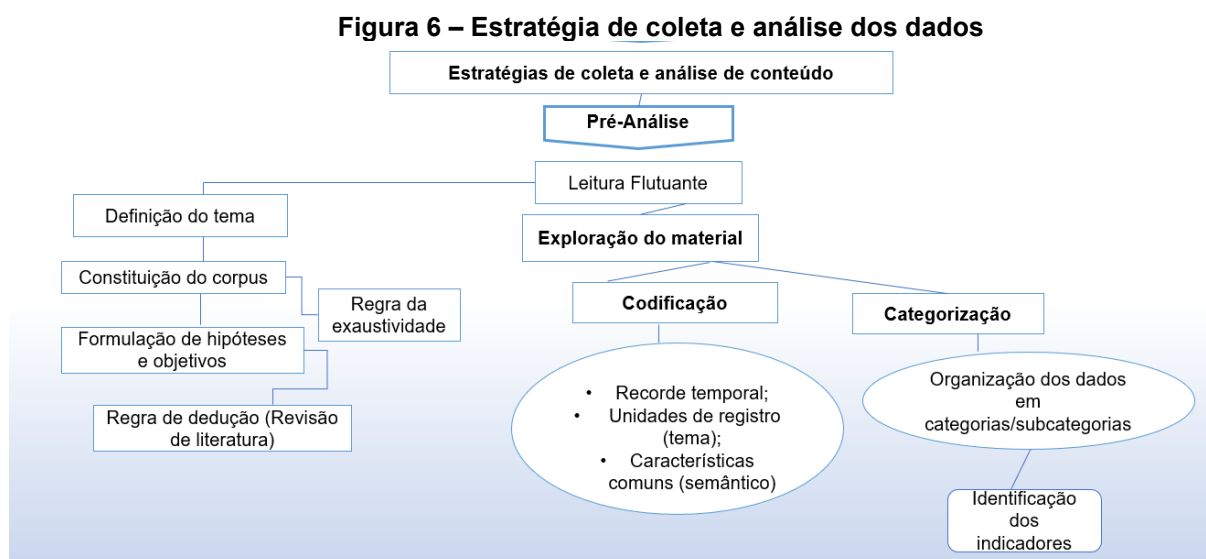 Figura 6 – Estratégia de coleta e análise dos dados
Estratégias de coleta e análise de conteúdo
Pré-Análise
Leitura Flutuante
Definição do tema
Exploração do material
Constituição do corpus
Regra da
exaustividade
Formulação de hipóteses
e objetivos
Regra de dedução (Revisão
de literatura)
Codificação
• Recorde temporal;
• Unidades de registro
(tema);
• Características
comuns (semântico)
Categorização
Organização dos dados
em
categorias/subcategorias
Identificação
dos
indicadores